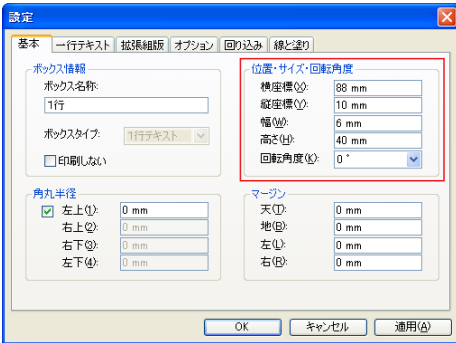 設定
基本 一行テキスト 拡張組版 オプション 回り込み 線と塗り
ボックス情報
ボックス名称:
1行
ボックスタイプ: 1行テキスト
印刷しない
位置・サイズ・回転角度
横座標(X): 88 mm
縦座標(Y): 10 mm
幅(W): 6 mm
高さ(H): 40 mm
回転角度(K): 0 °
角丸半径
左上(1): 0 mm
右上(2): 0 mm
右下(3): 0 mm
左下(4): 0 mm
マージン
天(T): 0 mm
地(B): 0 mm
左(L): 0 mm
右(R): 0 mm
OK キャンセル 適用(A)